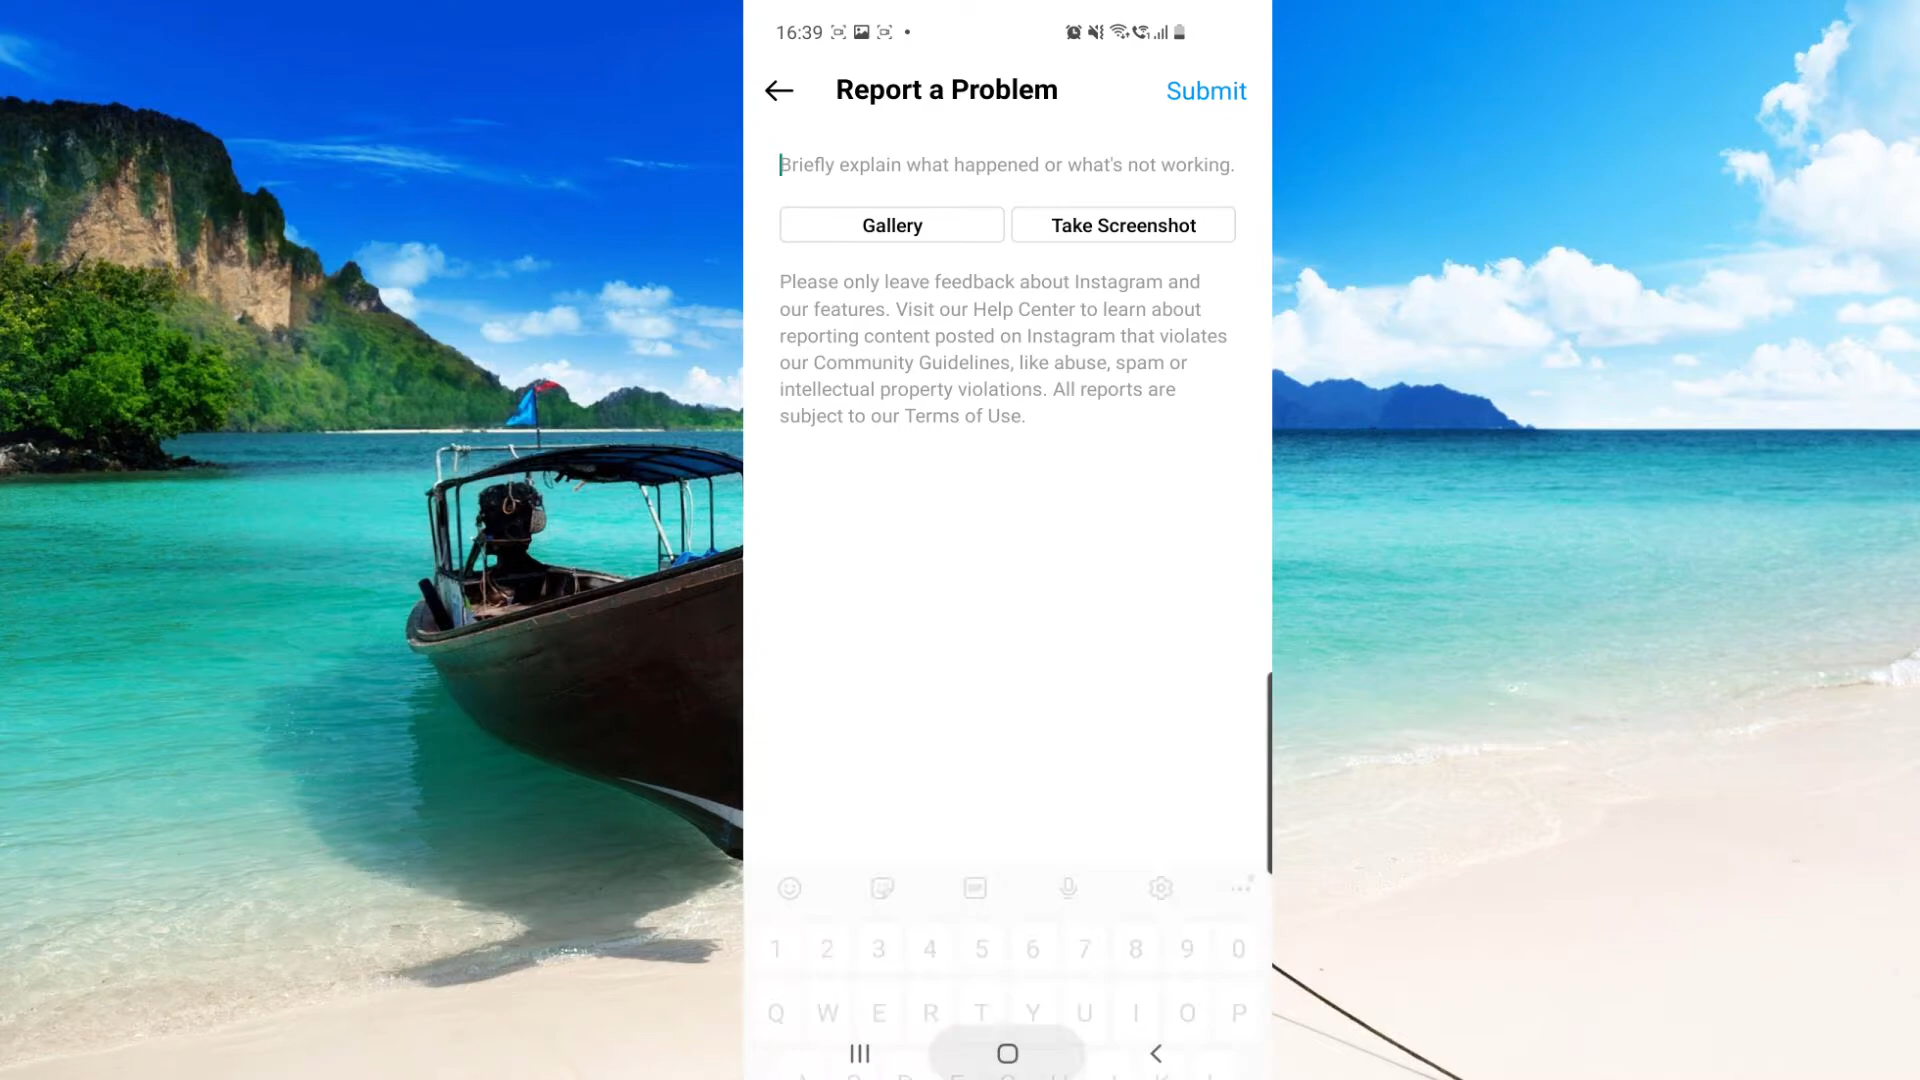 16:39
Report a Problem
Submit
Briefly explain what happened or what's not working.
Gallery
Take Screenshot
Please only leave feedback about Instagram and
our features. Visit our Help Center to learn about
reporting content posted on Instagram that violates
our Community Guidelines, like abuse, spam or
intellectual property violations. All reports are
subject to our Terms of Use.
1 2 3 4 5 6 7 8 9 0
Q W E R T Y U I O P